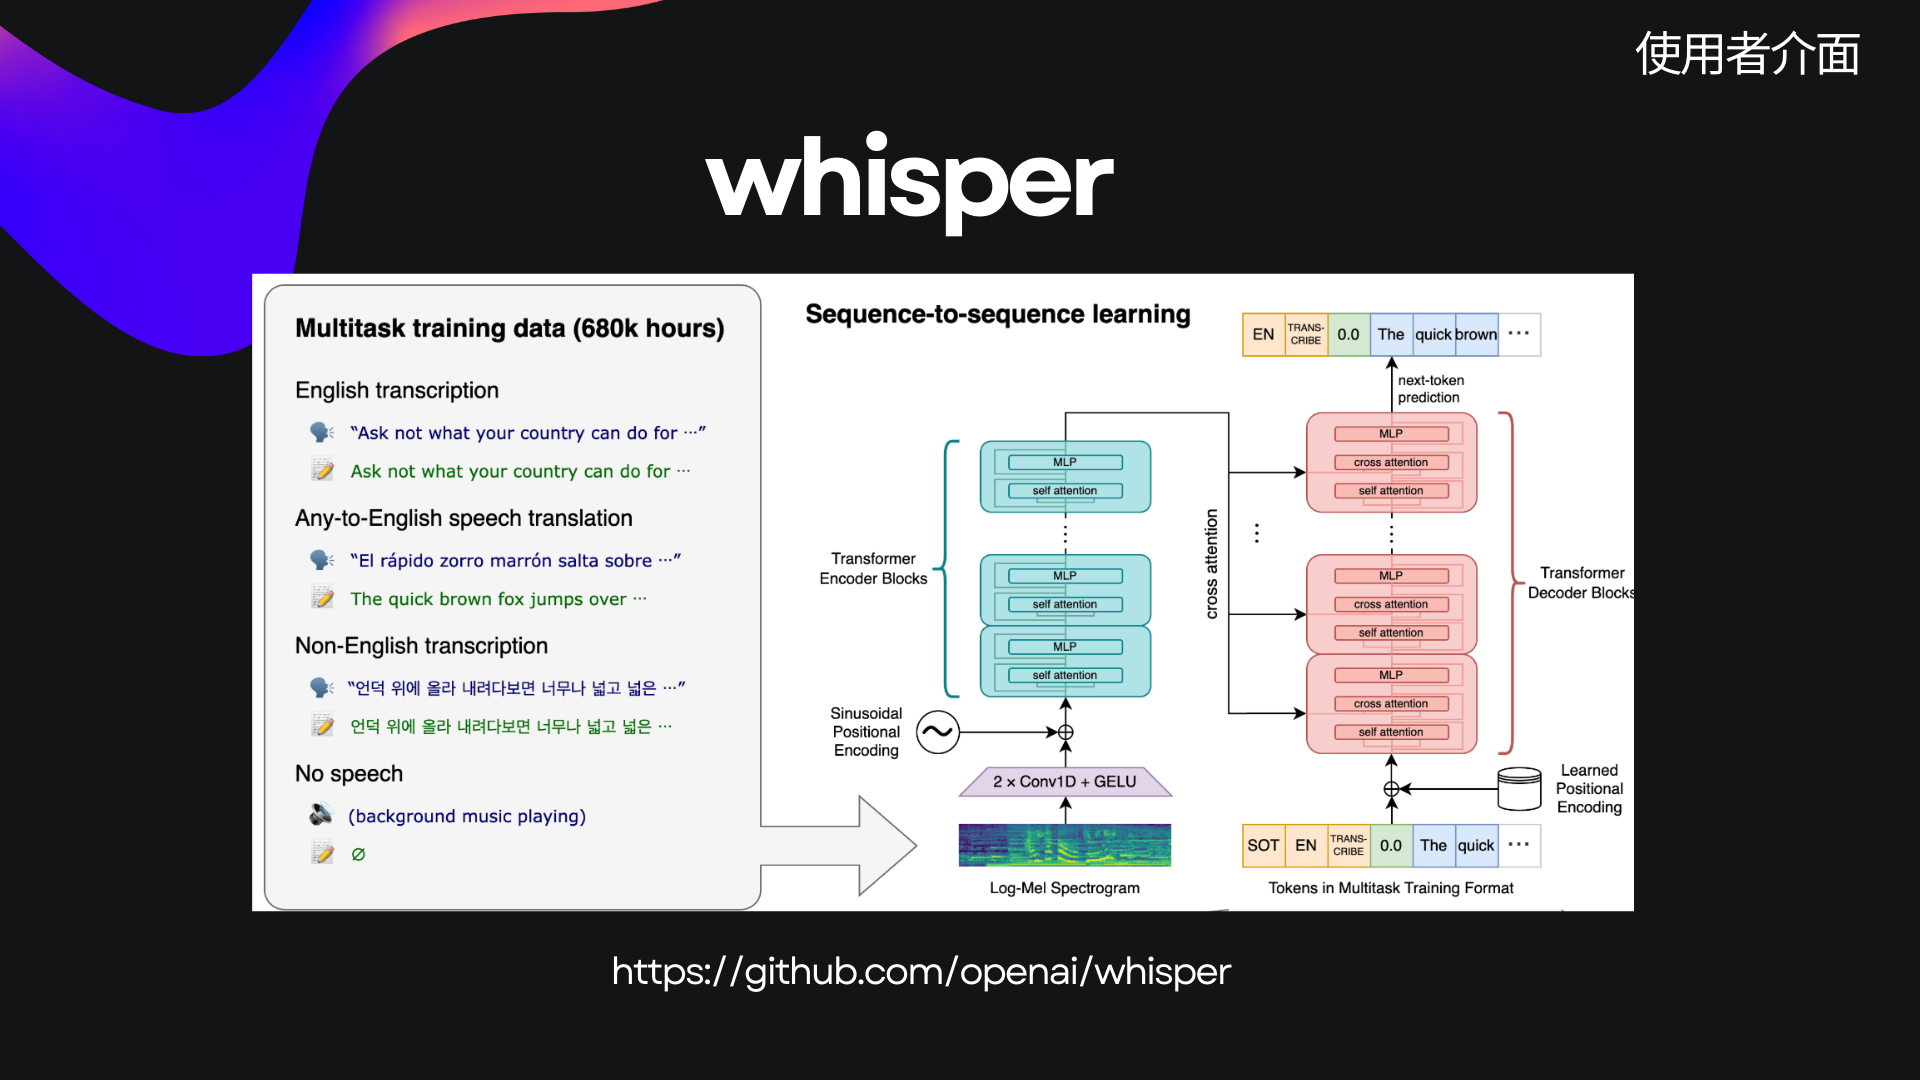 使用者介面
whisper
Multitask training data (680k hours)
English transcription
“Ask not what your country can do for ⋯”
Ask not what your country can do for ⋯
Any-to-English speech translation
“El rápido zorro marrón salta sobre ⋯”
The quick brown fox jumps over ⋯
Non-English transcription
“언덕 위에 올라 내려다보면 너무나 넓고 넓은 ⋯”
언덕 위에 올라 내려다보면 너무나 넓고 넓은 ⋯
No speech
(background music playing)
∅
Sequence-to-sequence learning
EN TRANS-CRIBE 0.0 The quick brown ⋯
next-token
prediction
MLP
self attention
MLP
self attention
MLP
self attention
Transformer
Encoder Blocks
Sinusoidal
Positional
Encoding
2 × Conv1D + GELU
Log-Mel Spectrogram
cross attention
MLP
cross attention
self attention
MLP
cross attention
self attention
MLP
cross attention
self attention
Transformer
Decoder Blocks
Learned
Positional
Encoding
SOT EN TRANS-CRIBE 0.0 The quick ⋯
Tokens in Multitask Training Format
https://github.com/openai/whisper